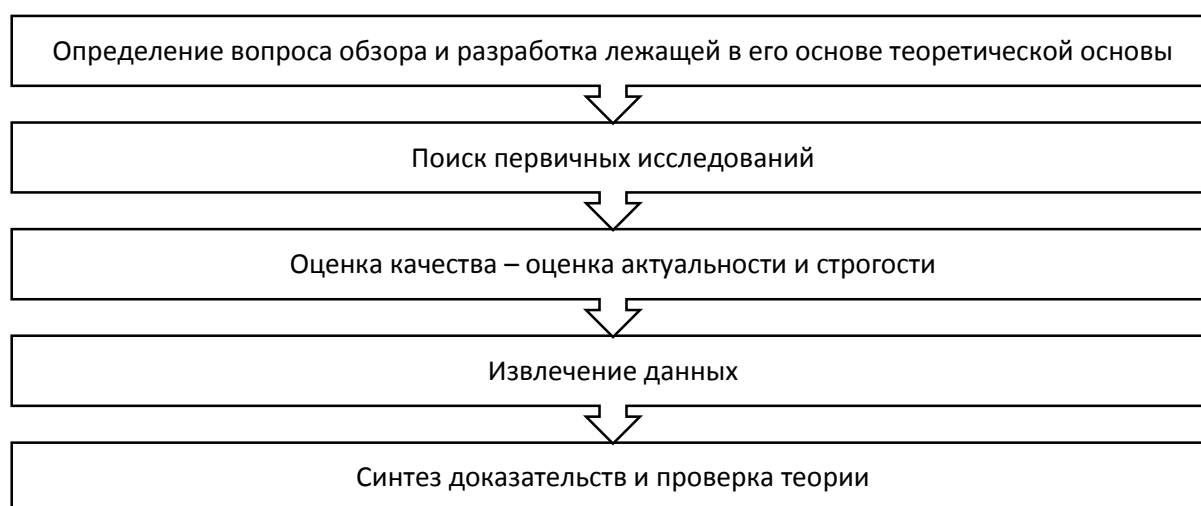 Определение вопроса обзора и разработка лежащей в его основе теоретической основы
Поиск первичных исследований
Оценка качества – оценка актуальности и строгости
Извлечение данных
Синтез доказательств и проверка теории